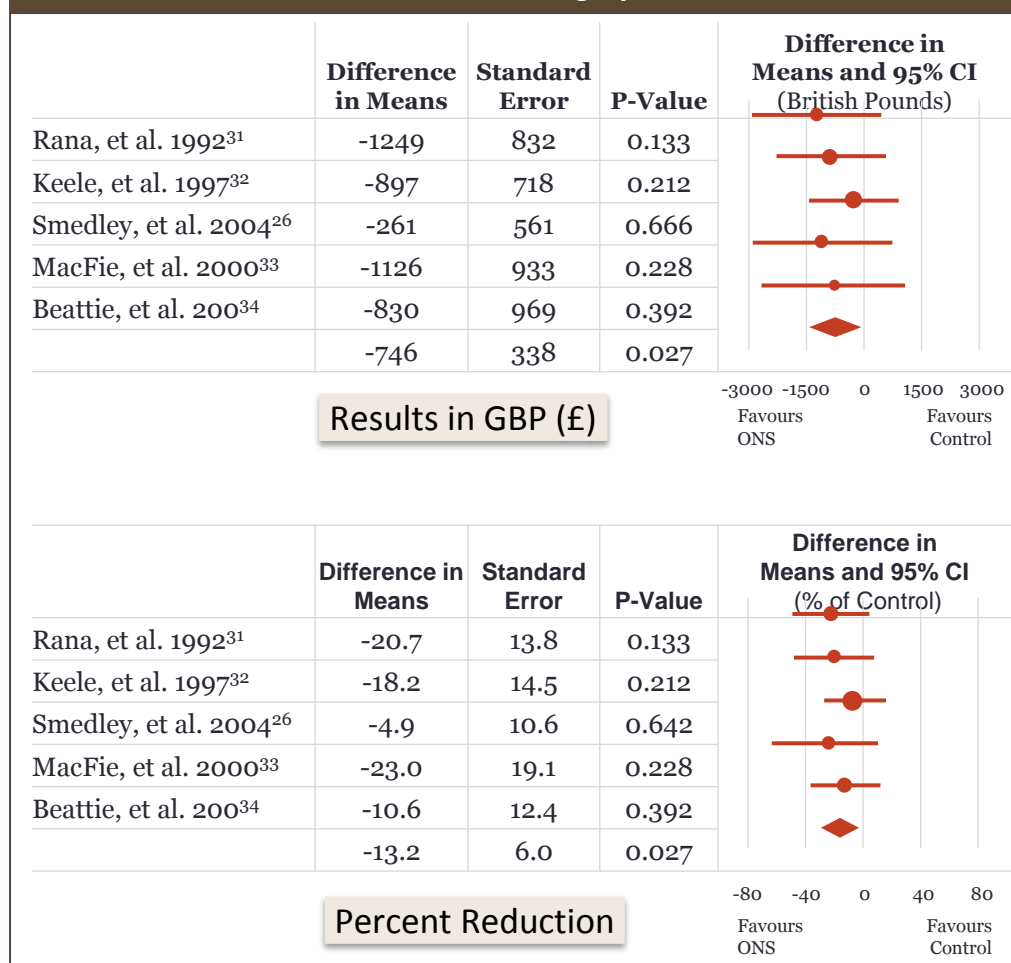 Difference in Means Standard Error P-Value Difference in Means and 95% CI (British Pounds)
Rana, et al. 1992³¹ -1249 832 0.133
Keele, et al. 1997³² -897 718 0.212
Smedley, et al. 2004²⁶ -261 561 0.666
MacFie, et al. 2000³³ -1126 933 0.228
Beattie, et al. 200³⁴ -830 969 0.392
-746 338 0.027
-3000 -1500 0 1500 3000
Favours ONS Favours Control
Results in GBP (£)
Difference in Means Standard Error P-Value Difference in Means and 95% CI (% of Control)
Rana, et al. 1992³¹ -20.7 13.8 0.133
Keele, et al. 1997³² -18.2 14.5 0.212
Smedley, et al. 2004²⁶ -4.9 10.6 0.642
MacFie, et al. 2000³³ -23.0 19.1 0.228
Beattie, et al. 200³⁴ -10.6 12.4 0.392
-13.2 6.0 0.027
-80 -40 0 40 80
Favours ONS Favours Control
Percent Reduction